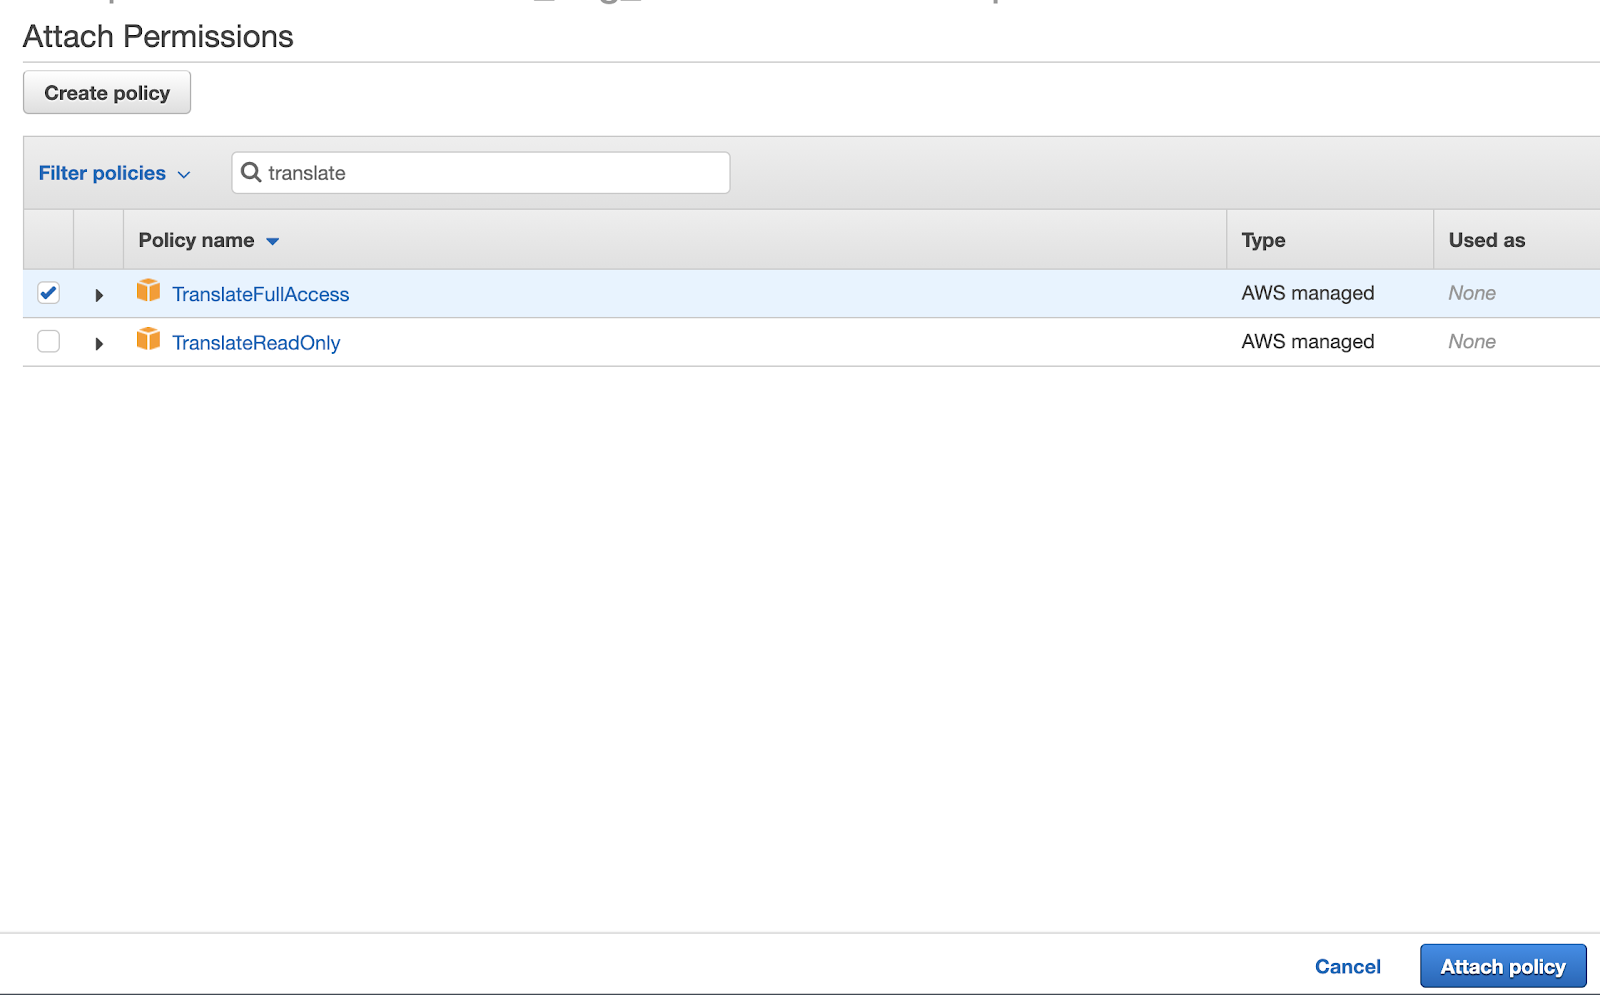 Attach Permissions
Create policy
Filter policies translate
Policy name Type Used as
TranslateFullAccess AWS managed None
TranslateReadOnly AWS managed None
Cancel Attach policy